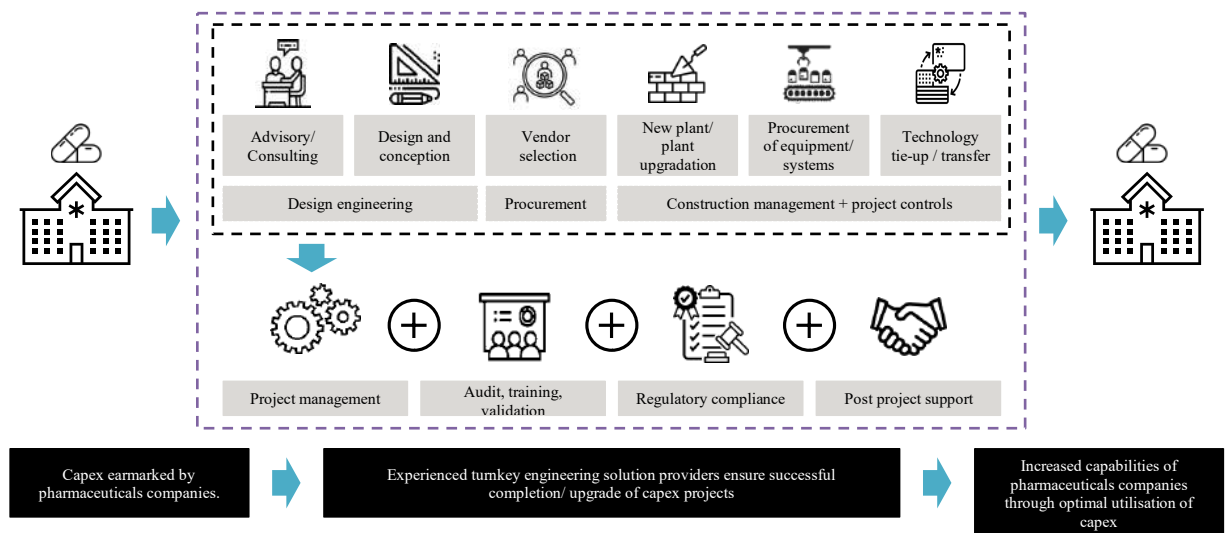 Advisory/
Consulting
Design and
conception
Vendor
selection
New plant/
plant
upgradation
Procurement
of equipment/
systems
Technology
tie-up / transfer
Design engineering
Procurement
Construction management + project controls
Project management
Audit, training,
validation
Regulatory compliance
Post project support
Capex earmarked by
pharmaceuticals companies.
Experienced turnkey engineering solution providers ensure successful
completion/ upgrade of capex projects
Increased capabilities of
pharmaceuticals companies
through optimal utilisation of
capex